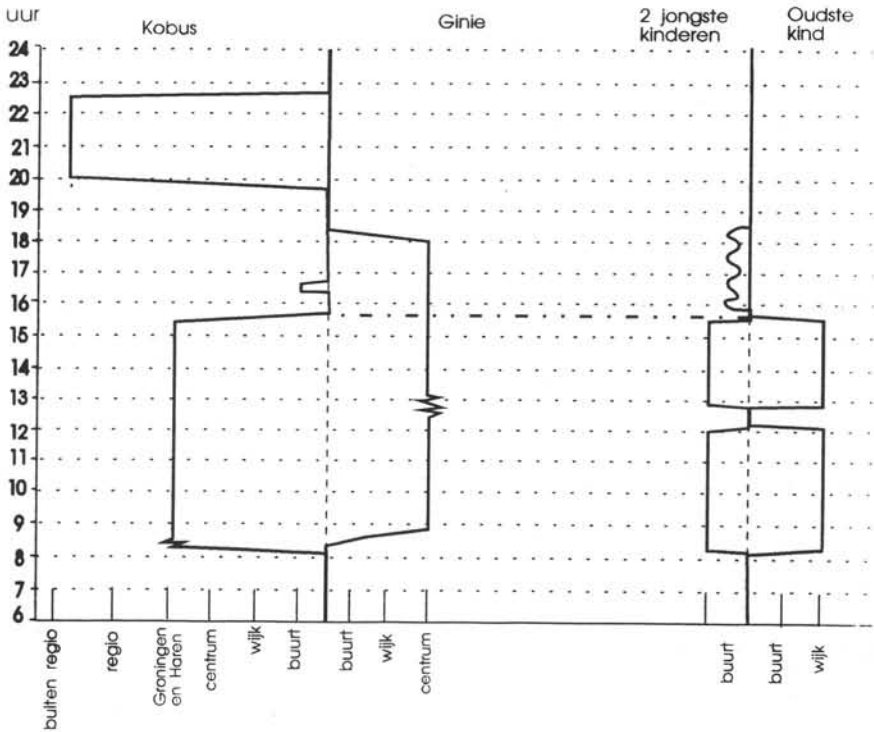 uur
Kobus
Ginie
2 jongste
kinderen
Oudste
kind
24
23
22
21
20
19
18
17
16
15
14
13
12
11
10
9
8
7
6
buiten regio
regio
Groningen
en Haren
centrum
wijk
buurt
buurt
wijk
centrum
buurt
buurt
wijk